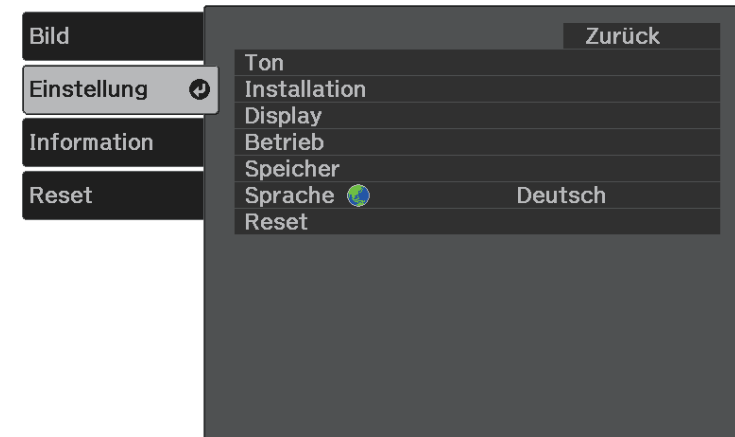 Bild
Einstellung
Information
Reset
Zurück
Ton
Installation
Display
Betrieb
Speicher
Sprache Deutsch
Reset